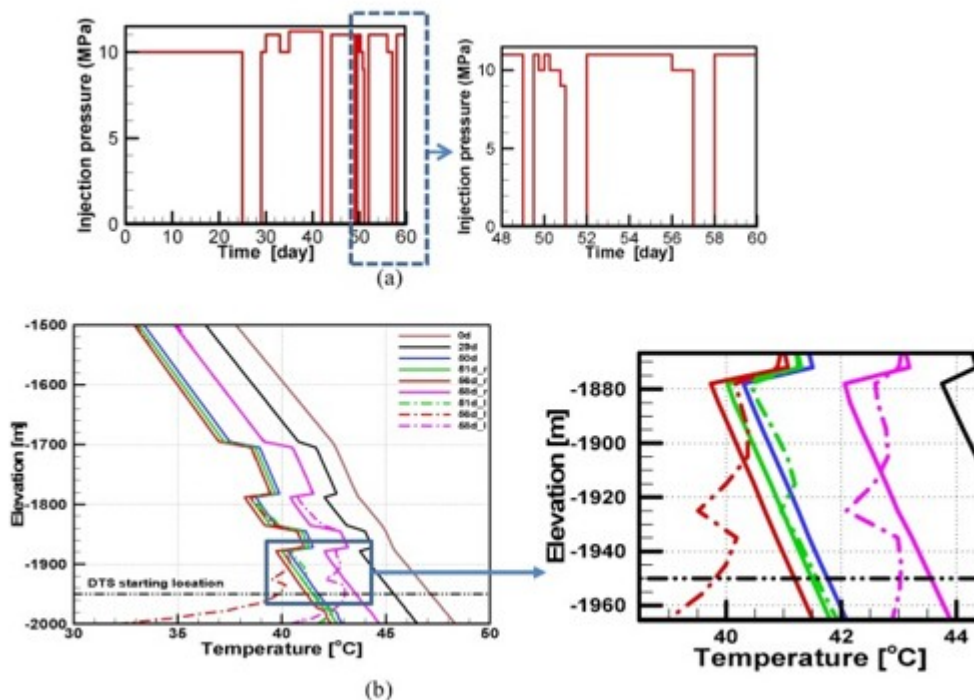 Injection pressure (MPa)
10
5
0
0 10 20 30 40 50 60
Time [day]
Injection pressure (MPa)
10
5
0
48 50 52 54 56 58 60
Time [day]
(a)
Elevation [m]
-1500
-1600
-1700
-1800
-1900
-2000
0d
29d
50d
51d_r
56d_r
58d_r
51d_l
56d_l
58d_l
DTS starting location
30 35 40 45 50
Temperature [°C]
Elevation [m]
-1880
-1900
-1920
-1940
-1960
40 42 44
Temperature [°C]
(b)